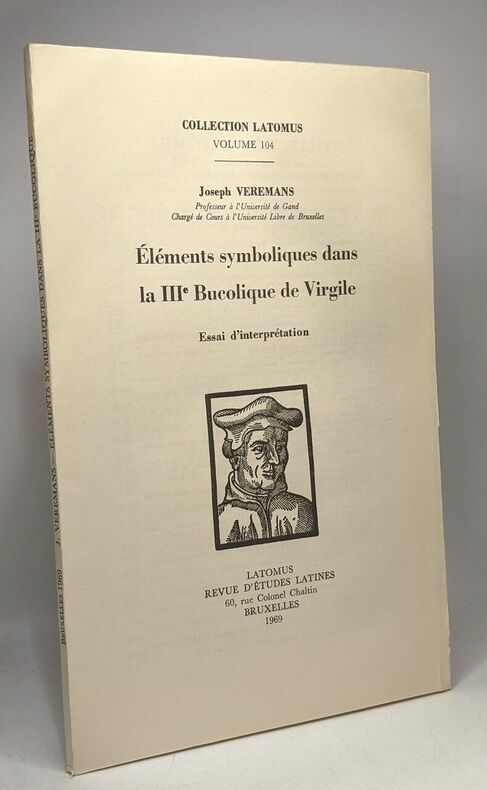 COLLECTION LATOMUS
VOLUME 104
Joseph VEREMANS
Professeur à l'Université de Gand
Chargé de Cours à l'Université Libre de Bruxelles
Éléments symboliques dans
la IIIe Bucolique de Virgile
Essai d'interprétation
LATOMUS
REVUE D'ÉTUDES LATINES
60, rue Colonel Chaltin
BRUXELLES
1969
BRUXELLES 1969 J. VEREMANS — ÉLÉMENTS SYMBOLIQUES DANS LA IIIe BUCOLIQUE